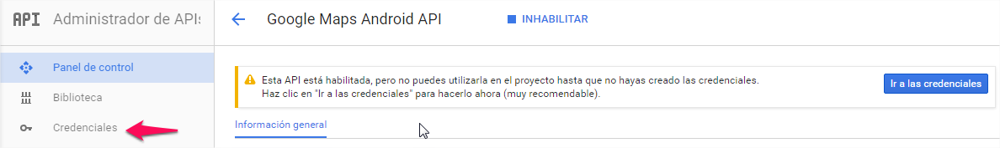 API Administrador de APIs
Google Maps Android API
INHABILITAR
Panel de control
Biblioteca
Credenciales
Esta API está habilitada, pero no puedes utilizarla en el proyecto hasta que no hayas creado las credenciales.
Haz clic en "Ir a las credenciales" para hacerlo ahora (muy recomendable).
Ir a las credenciales
Información general